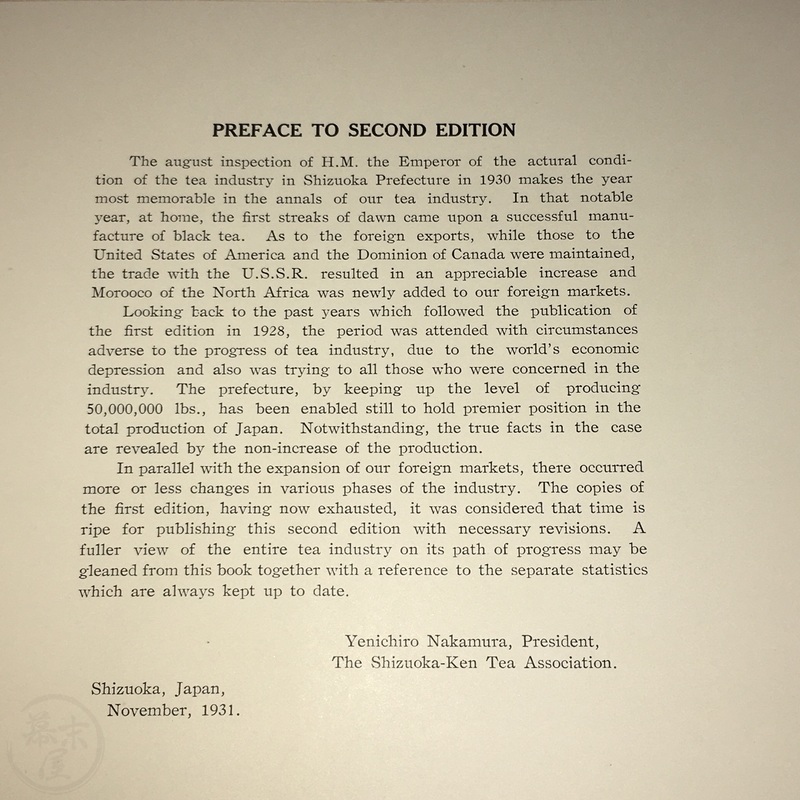 PREFACE TO SECOND EDITION
The august inspection of H.M. the Emperor of the actural condi-
tion of the tea industry in Shizuoka Prefecture in 1930 makes the year
most memorable in the annals of our tea industry. In that notable
year, at home, the first streaks of dawn came upon a successful manu-
facture of black tea. As to the foreign exports, while those to the
United States of America and the Dominion of Canada were maintained,
the trade with the U.S.S.R. resulted in an appreciable increase and
Morooco of the North Africa was newly added to our foreign markets.
Looking back to the past years which followed the publication of
the first edition in 1928, the period was attended with circumstances
adverse to the progress of tea industry, due to the world's economic
depression and also was trying to all those who were concerned in the
industry. The prefecture, by keeping up the level of producing
50,000,000 lbs., has been enabled still to hold premier position in the
total production of Japan. Notwithstanding, the true facts in the case
are revealed by the non-increase of the production.
In parallel with the expansion of our foreign markets, there occurred
more or less changes in various phases of the industry. The copies of
the first edition, having now exhausted, it was considered that time is
ripe for publishing this second edition with necessary revisions. A
fuller view of the entire tea industry on its path of progress may be
gleaned from this book together with a reference to the separate statistics
which are always kept up to date.
Yenichiro Nakamura, President,
The Shizuoka-Ken Tea Association.
Shizuoka, Japan,
November, 1931.
幕末
屋